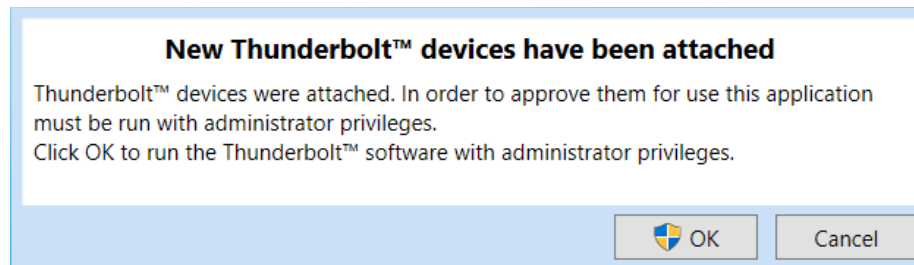 New Thunderbolt™ devices have been attached
Thunderbolt™ devices were attached. In order to approve them for use this application
must be run with administrator privileges.
Click OK to run the Thunderbolt™ software with administrator privileges.
OK Cancel